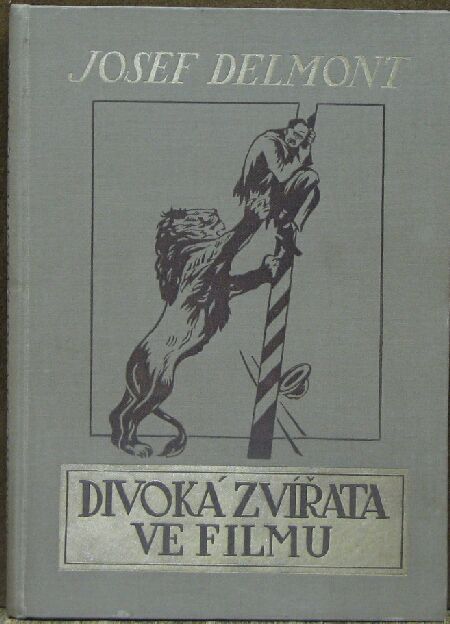 JOSEF DELMONT
DIVOKÁ ZVÍŘATA
VE FILMU